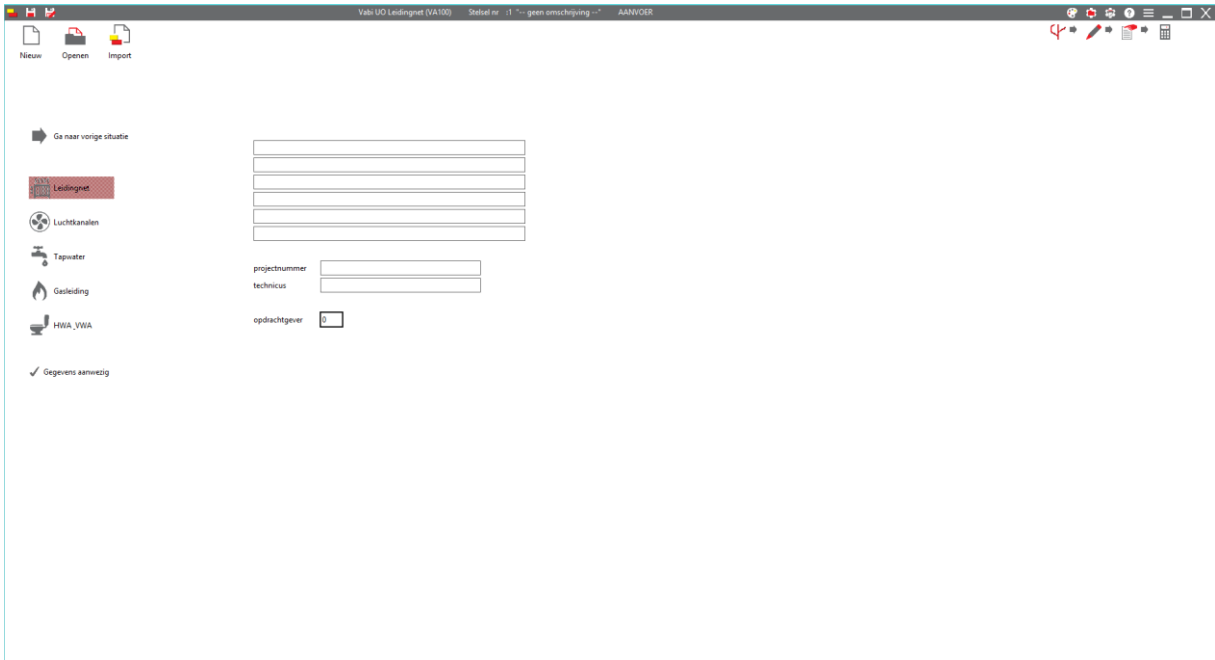 Vabi UO Leidingnet (VA100) Stelsel nr :1 "-- geen omschrijving --" AANVOER
Nieuw Openen Import
Ga naar vorige situatie
Leidingnet
Luchtkanalen
Tapwater
projectnummer
technicus
Gasleiding
opdrachtgever 0
HWA_VWA
Gegevens aanwezig